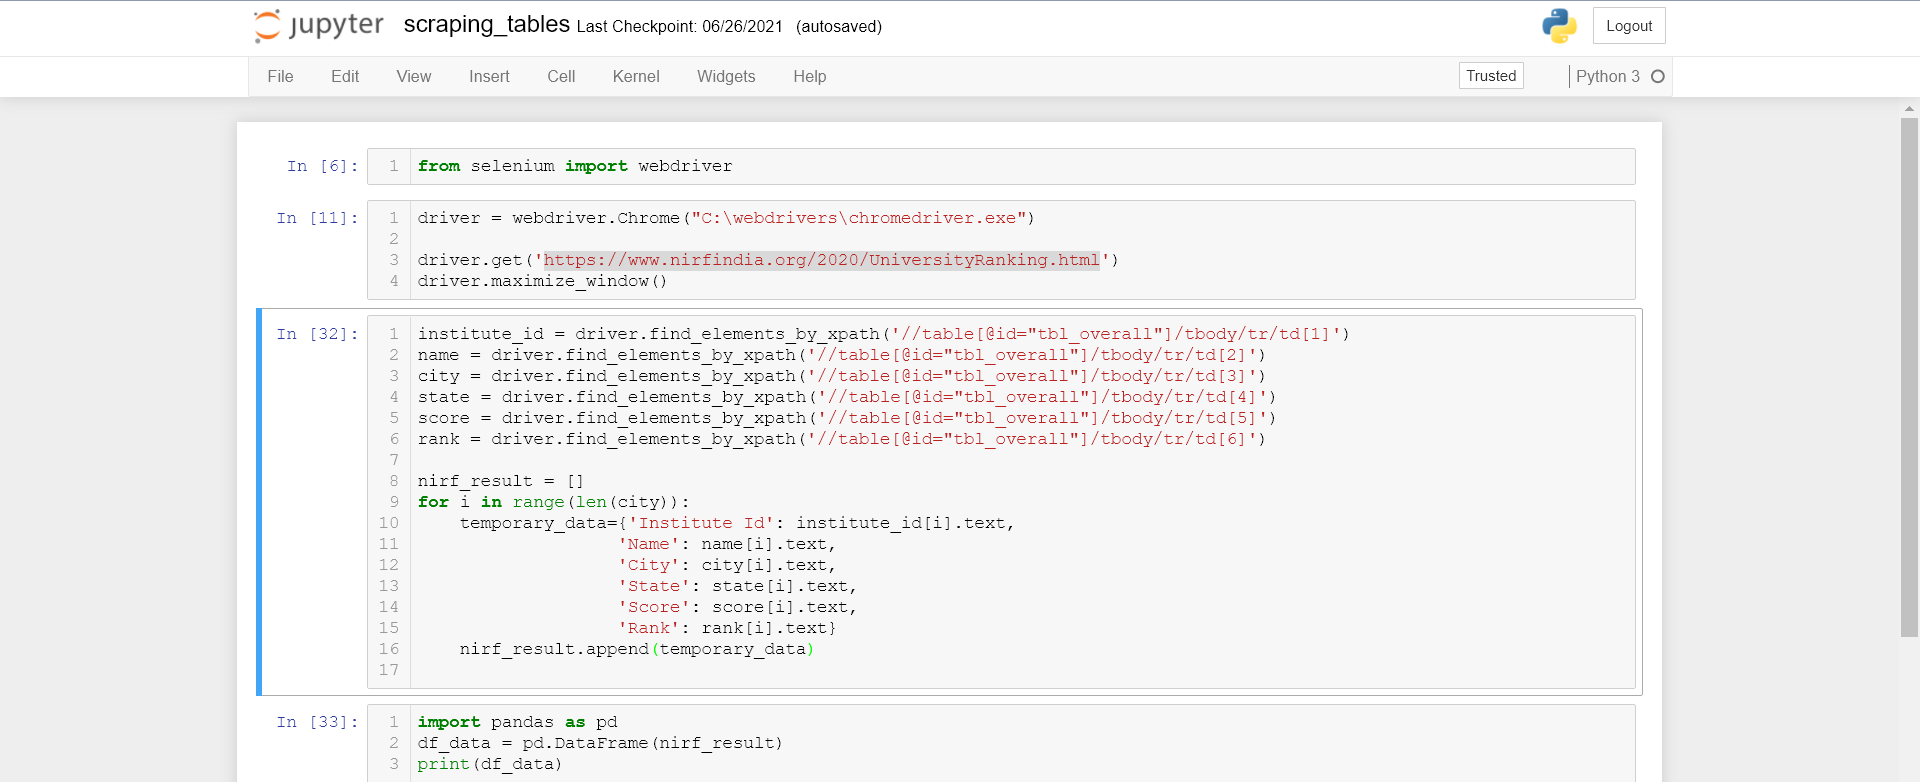 jupyter scraping_tables Last Checkpoint: 06/26/2021 (autosaved) Logout
File Edit View Insert Cell Kernel Widgets Help Trusted Python 3
In [6]: 1 from selenium import webdriver
In [11]: 1 driver = webdriver.Chrome("C:\webdrivers\chromedriver.exe")
2
3 driver.get('https://www.nirfindia.org/2020/UniversityRanking.html')
4 driver.maximize_window()
In [32]: 1 institute_id = driver.find_elements_by_xpath('//table[@id="tbl_overall"]/tbody/tr/td[1]')
2 name = driver.find_elements_by_xpath('//table[@id="tbl_overall"]/tbody/tr/td[2]')
3 city = driver.find_elements_by_xpath('//table[@id="tbl_overall"]/tbody/tr/td[3]')
4 state = driver.find_elements_by_xpath('//table[@id="tbl_overall"]/tbody/tr/td[4]')
5 score = driver.find_elements_by_xpath('//table[@id="tbl_overall"]/tbody/tr/td[5]')
6 rank = driver.find_elements_by_xpath('//table[@id="tbl_overall"]/tbody/tr/td[6]')
7
8 nirf_result = []
9 for i in range(len(city)):
10     temporary_data={'Institute Id': institute_id[i].text,
11                    'Name': name[i].text,
12                    'City': city[i].text,
13                    'State': state[i].text,
14                    'Score': score[i].text,
15                    'Rank': rank[i].text}
16     nirf_result.append(temporary_data)
17
In [33]: 1 import pandas as pd
2 df_data = pd.DataFrame(nirf_result)
3 print(df_data)